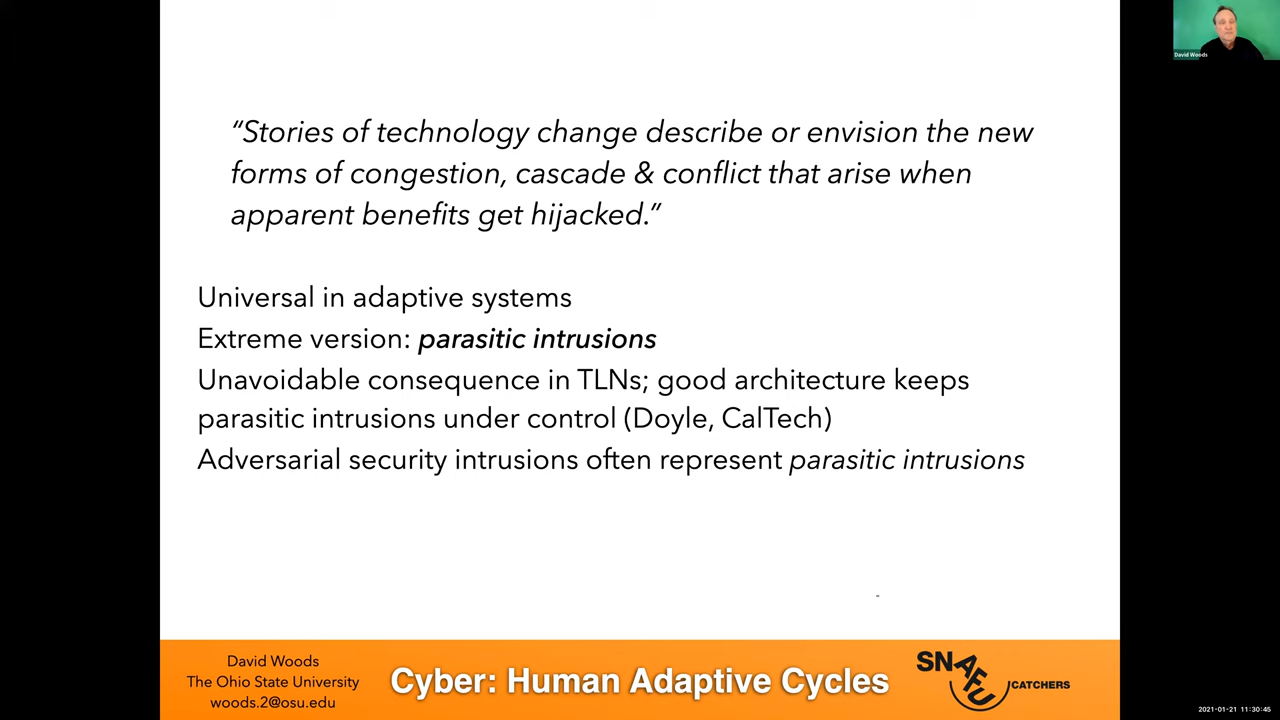 David Woods
“Stories of technology change describe or envision the new
forms of congestion, cascade & conflict that arise when
apparent benefits get hijacked.”
Universal in adaptive systems
Extreme version: parasitic intrusions
Unavoidable consequence in TLNs; good architecture keeps
parasitic intrusions under control (Doyle, CalTech)
Adversarial security intrusions often represent parasitic intrusions
David Woods
The Ohio State University
woods.2@osu.edu
Cyber: Human Adaptive Cycles
SNAFU CATCHERS
2021-01-21 11:30:45